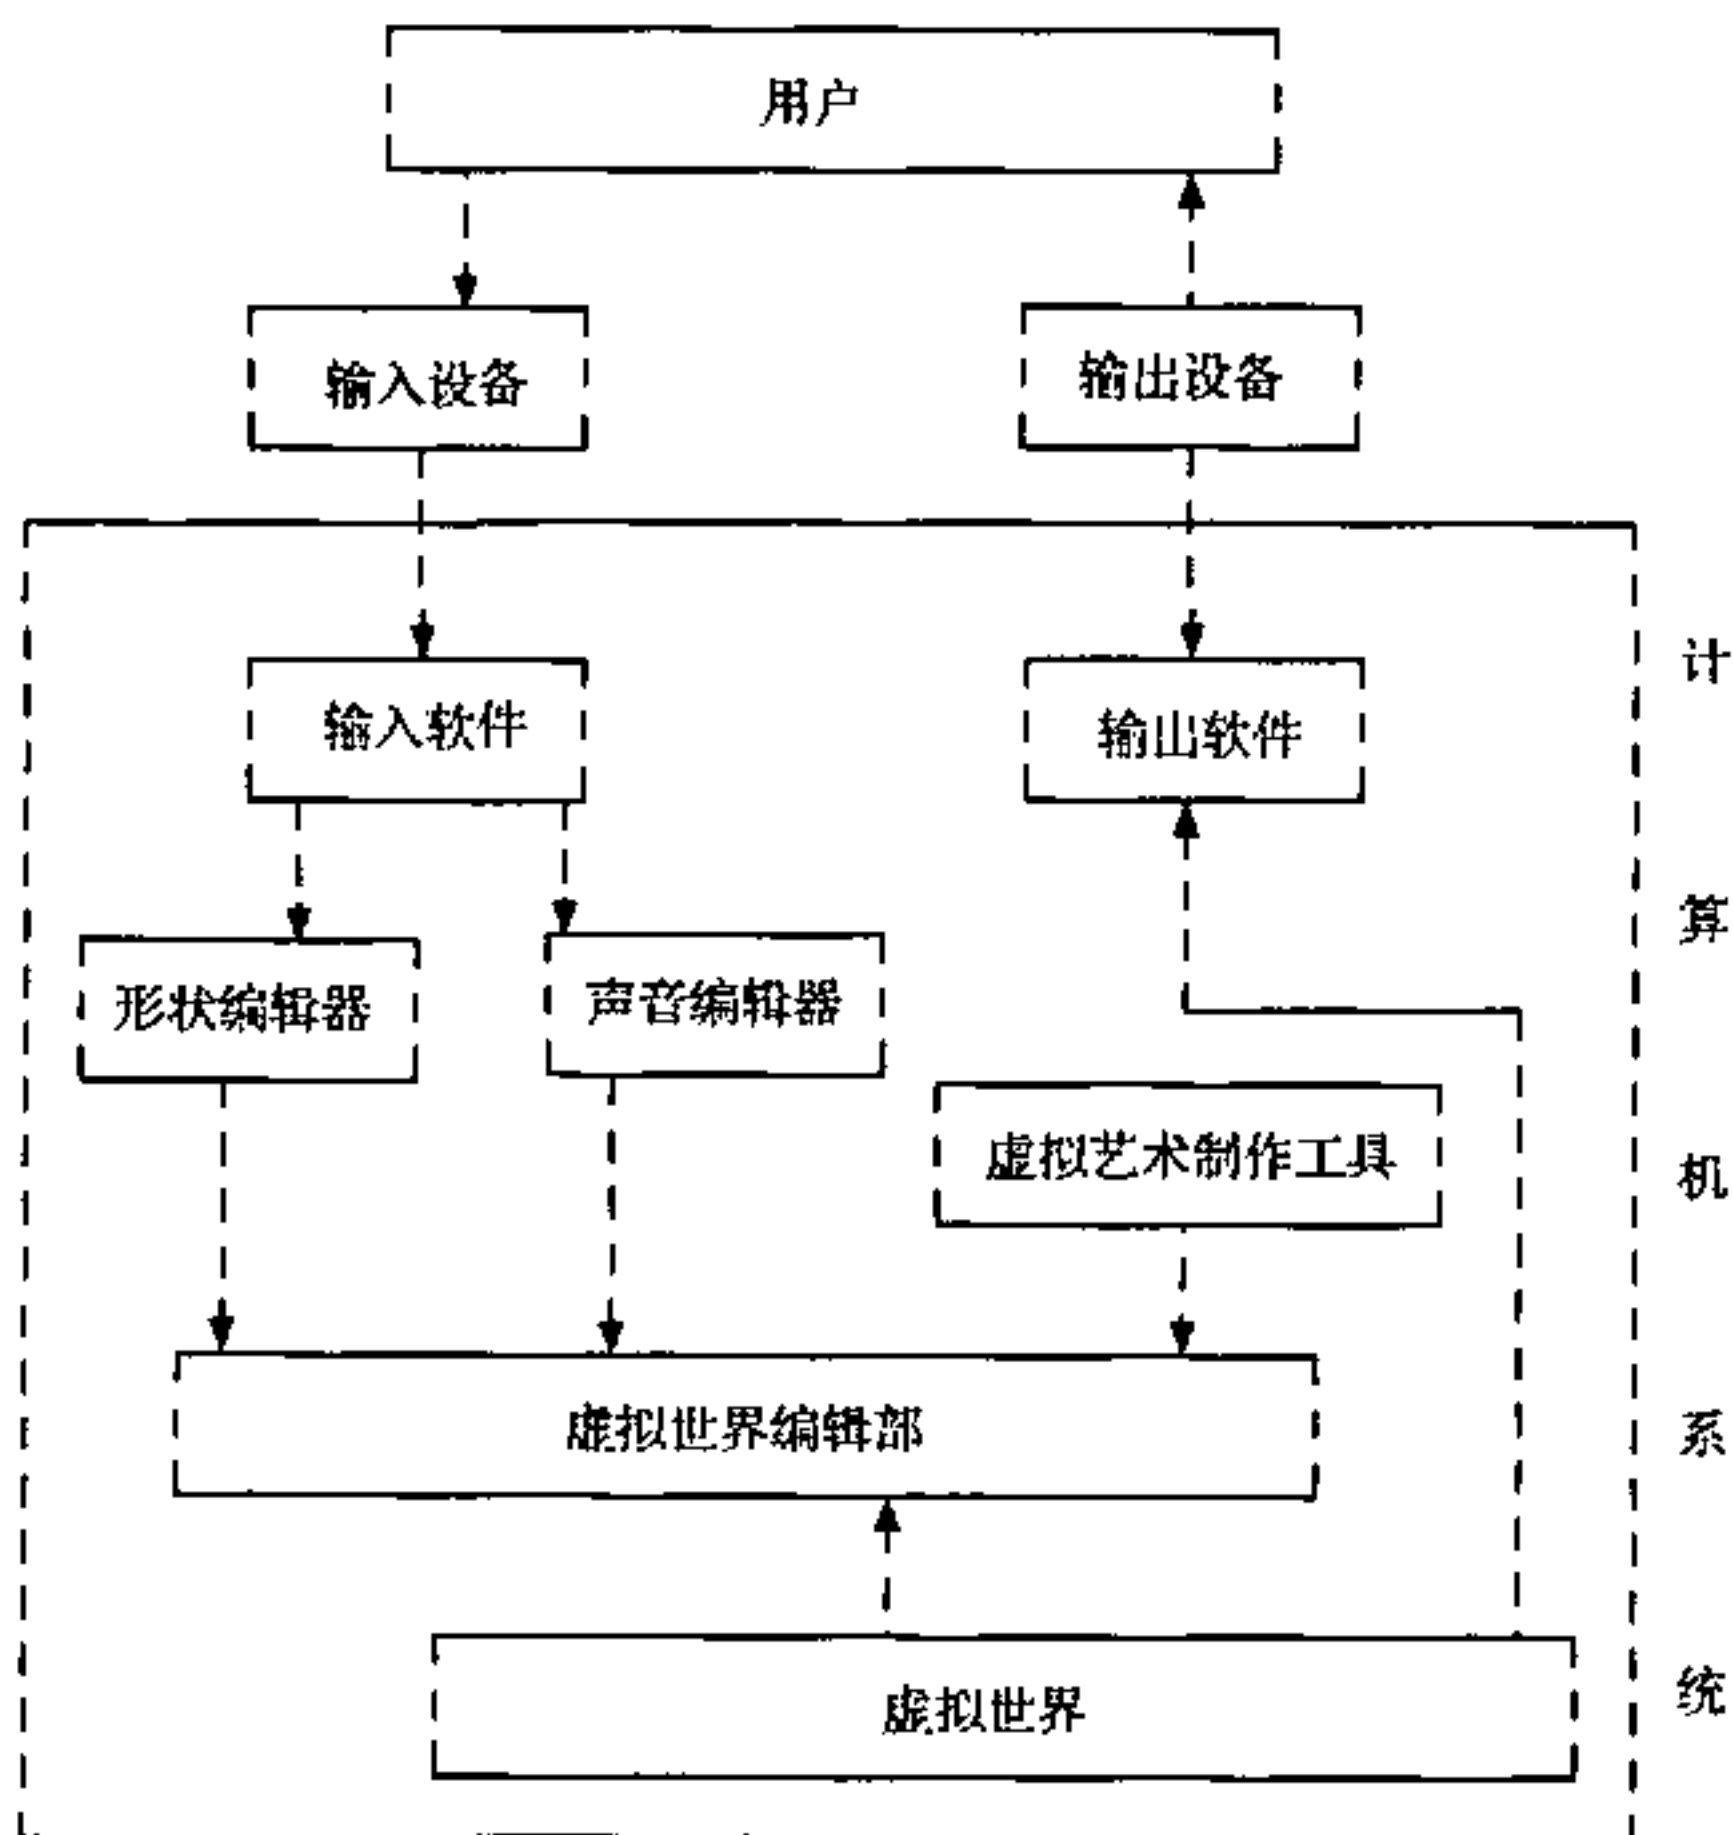 用户
输入设备
输出设备
输入软件
输出软件
形状编辑器
声音编辑器
虚拟艺术制作工具
虚拟世界编辑部
虚拟世界
计算机系统